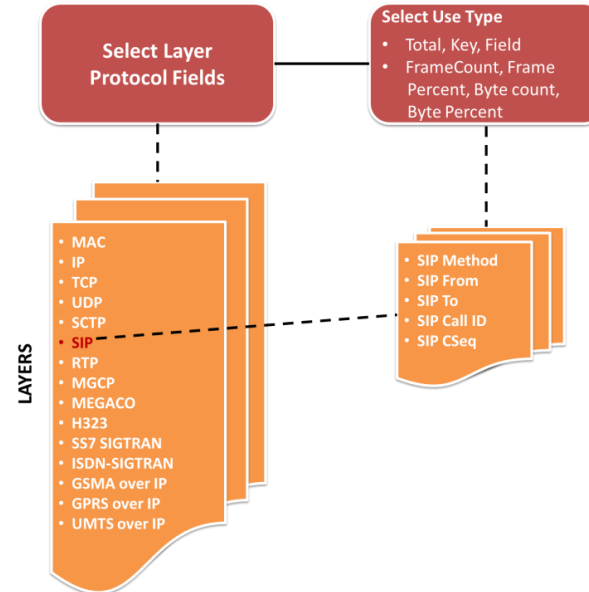 Select Layer
Protocol Fields
Select Use Type
• Total, Key, Field
• FrameCount, Frame
Percent, Byte count,
Byte Percent
LAYERS
• MAC
• IP
• TCP
• UDP
• SCTP
• SIP
• RTP
• MGCP
• MEGACO
• H323
• SS7 SIGTRAN
• ISDN-SIGTRAN
• GSMA over IP
• GPRS over IP
• UMTS over IP
• SIP Method
• SIP From
• SIP To
• SIP Call ID
• SIP CSeq